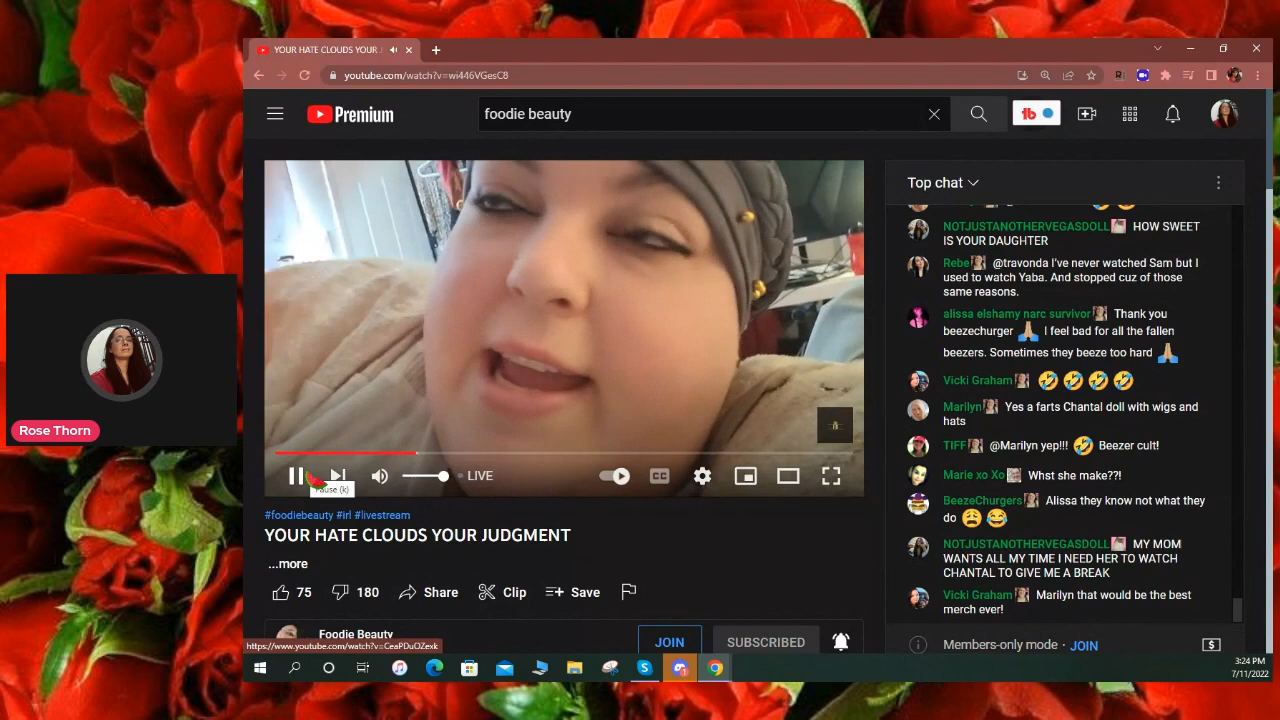 YOUR HATE CLOUDS YOUR J
youtube.com/watch?v=wi446VGesC8
Premium
foodie beauty
tb
Top chat
NOTJUSTANOTHERVEGASDOLL HOW SWEET
IS YOUR DAUGHTER
Rebe @travonda I've never watched Sam but I
used to watch Yaba. And stopped cuz of those
same reasons.
alissa elshamy narc survivor Thank you
beezechurger 🙏 I feel bad for all the fallen
beezers. Sometimes they beeze too hard 🙏
Vicki Graham 🤣🤣🤣🤣
Marilyn Yes a farts Chantal doll with wigs and
hats
TIFF @Marilyn yep!!! 🤣 Beezer cult!
Marie xo Xo Whst she make??!
BeezeChurgers Alissa they know not what they
do 😩😂
NOTJUSTANOTHERVEGASDOLL MY MOM
WANTS ALL MY TIME I NEED HER TO WATCH
CHANTAL TO GIVE ME A BREAK
Vicki Graham Marilyn that would be the best
merch ever!
Members-only mode · JOIN
Rose Thorn
LIVE
CC
Pause (k)
#foodiebeauty #irl #livestream
YOUR HATE CLOUDS YOUR JUDGMENT
...more
75 180 Share Clip Save
Foodie Beauty
JOIN SUBSCRIBED
https://www.youtube.com/watch?v=CeaPDuOZexk
3:24 PM
7/11/2022